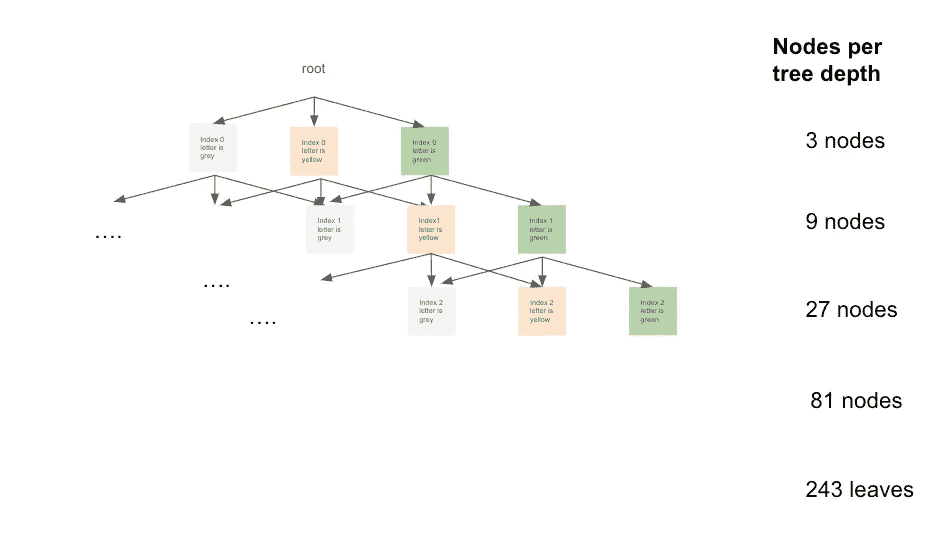 Nodes per
tree depth
root
3 nodes
Index 0
letter is
grey
Index 0
letter is
yellow
Index 0
letter is
green
9 nodes
....
Index 1
letter is
grey
Index1
letter is
yellow
Index 1
letter is
green
27 nodes
....
....
Index 2
letter is
grey
Index 2
letter is
yellow
Index 2
letter is
green
81 nodes
243 leaves